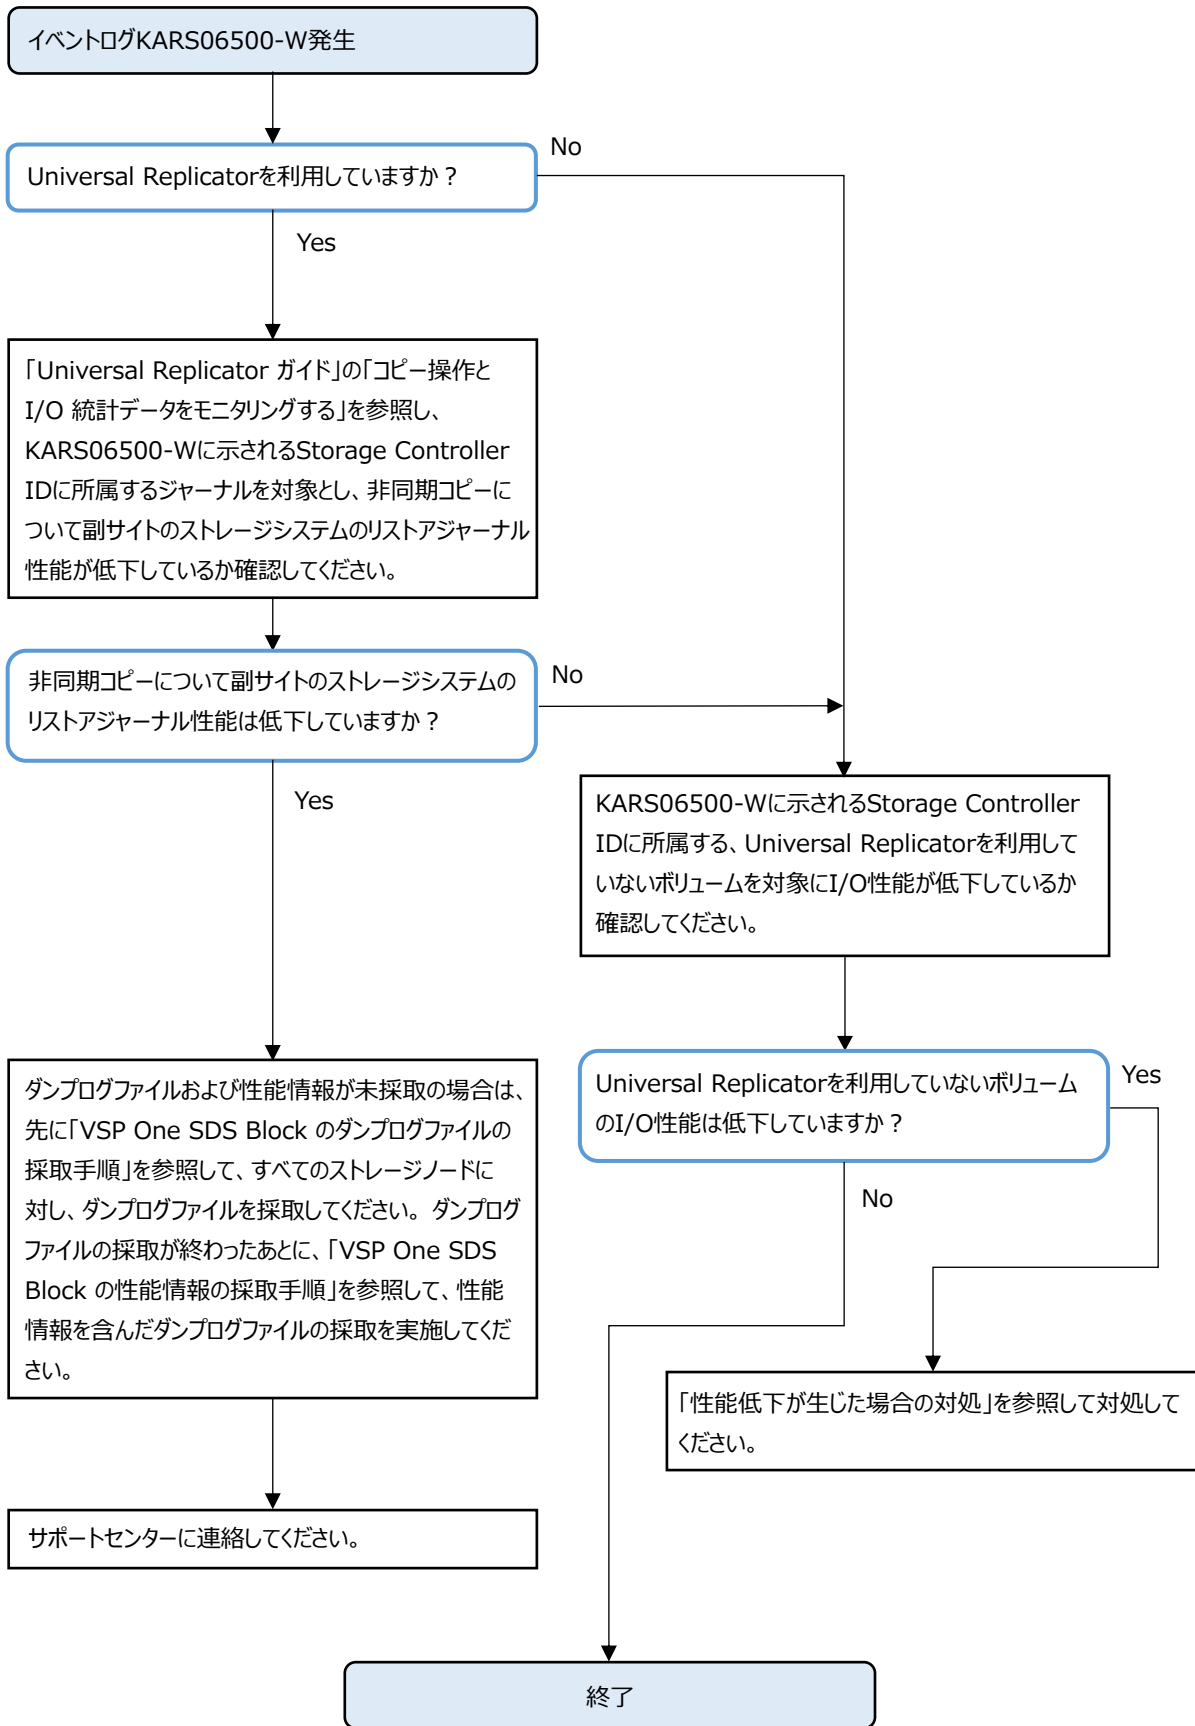 イベントログKARS06500-W発生
Universal Replicatorを利用していますか？
No
Yes
「Universal Replicator ガイド」の「コピー操作と
I/O 統計データをモニタリングする」を参照し、
KARS06500-Wに示されるStorage Controller
IDに所属するジャーナルを対象とし、非同期コピーに
ついて副サイトのストレージシステムのリストアジャーナル
性能が低下しているか確認してください。
非同期コピーについて副サイトのストレージシステムの
リストアジャーナル性能は低下していますか？
No
Yes
KARS06500-Wに示されるStorage Controller
IDに所属する、Universal Replicatorを利用して
いないボリュームを対象にI/O性能が低下しているか
確認してください。
Universal Replicatorを利用していないボリューム
のI/O性能は低下していますか？
Yes
No
ダンプログファイルおよび性能情報が未採取の場合は、
先に「VSP One SDS Block のダンプログファイルの
採取手順」を参照して、すべてのストレージノードに
対し、ダンプログファイルを採取してください。ダンプログ
ファイルの採取が終わったあとに、「VSP One SDS
Block の性能情報の採取手順」を参照して、性能
情報を含んだダンプログファイルの採取を実施してくだ
さい。
「性能低下が生じた場合の対処」を参照して対処して
ください。
サポートセンターに連絡してください。
終了